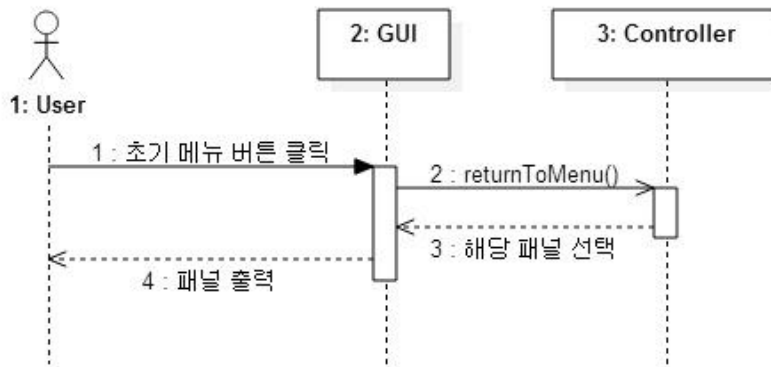 2: GUI
3: Controller
1: User
1 : 초기 메뉴 버튼 클릭
2 : returnToMenu()
3 : 해당 패널 선택
4 : 패널 출력